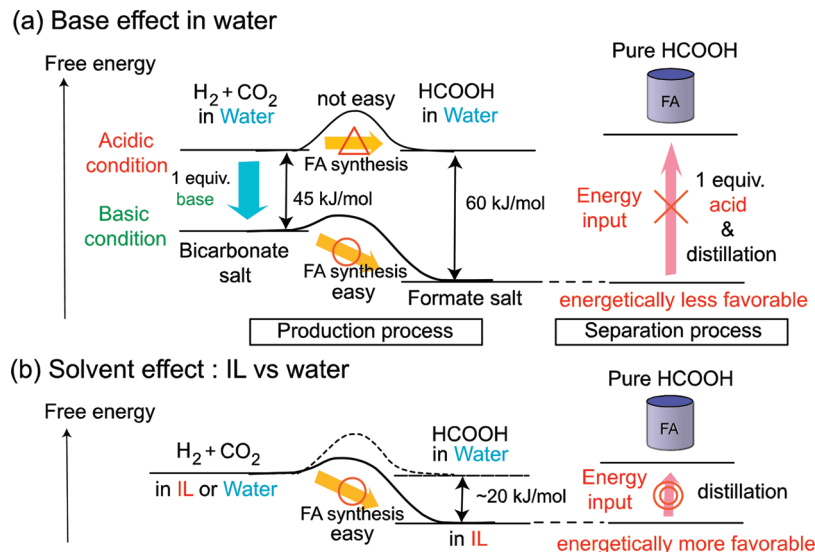 (a) Base effect in water
Free energy
H2 + CO2
in Water
not easy
HCOOH
in Water
Pure HCOOH
FA
Acidic
condition
FA synthesis
1 equiv.
base
45 kJ/mol
60 kJ/mol
Energy
input
1 equiv.
acid
&
distillation
Basic
condition
Bicarbonate
salt
FA synthesis
easy
Formate salt
energetically less favorable
Production process
Separation process
(b) Solvent effect : IL vs water
Free energy
Pure HCOOH
FA
H2 + CO2
in IL or Water
HCOOH
in Water
FA synthesis
easy
~20 kJ/mol
in IL
Energy
input
distillation
energetically more favorable